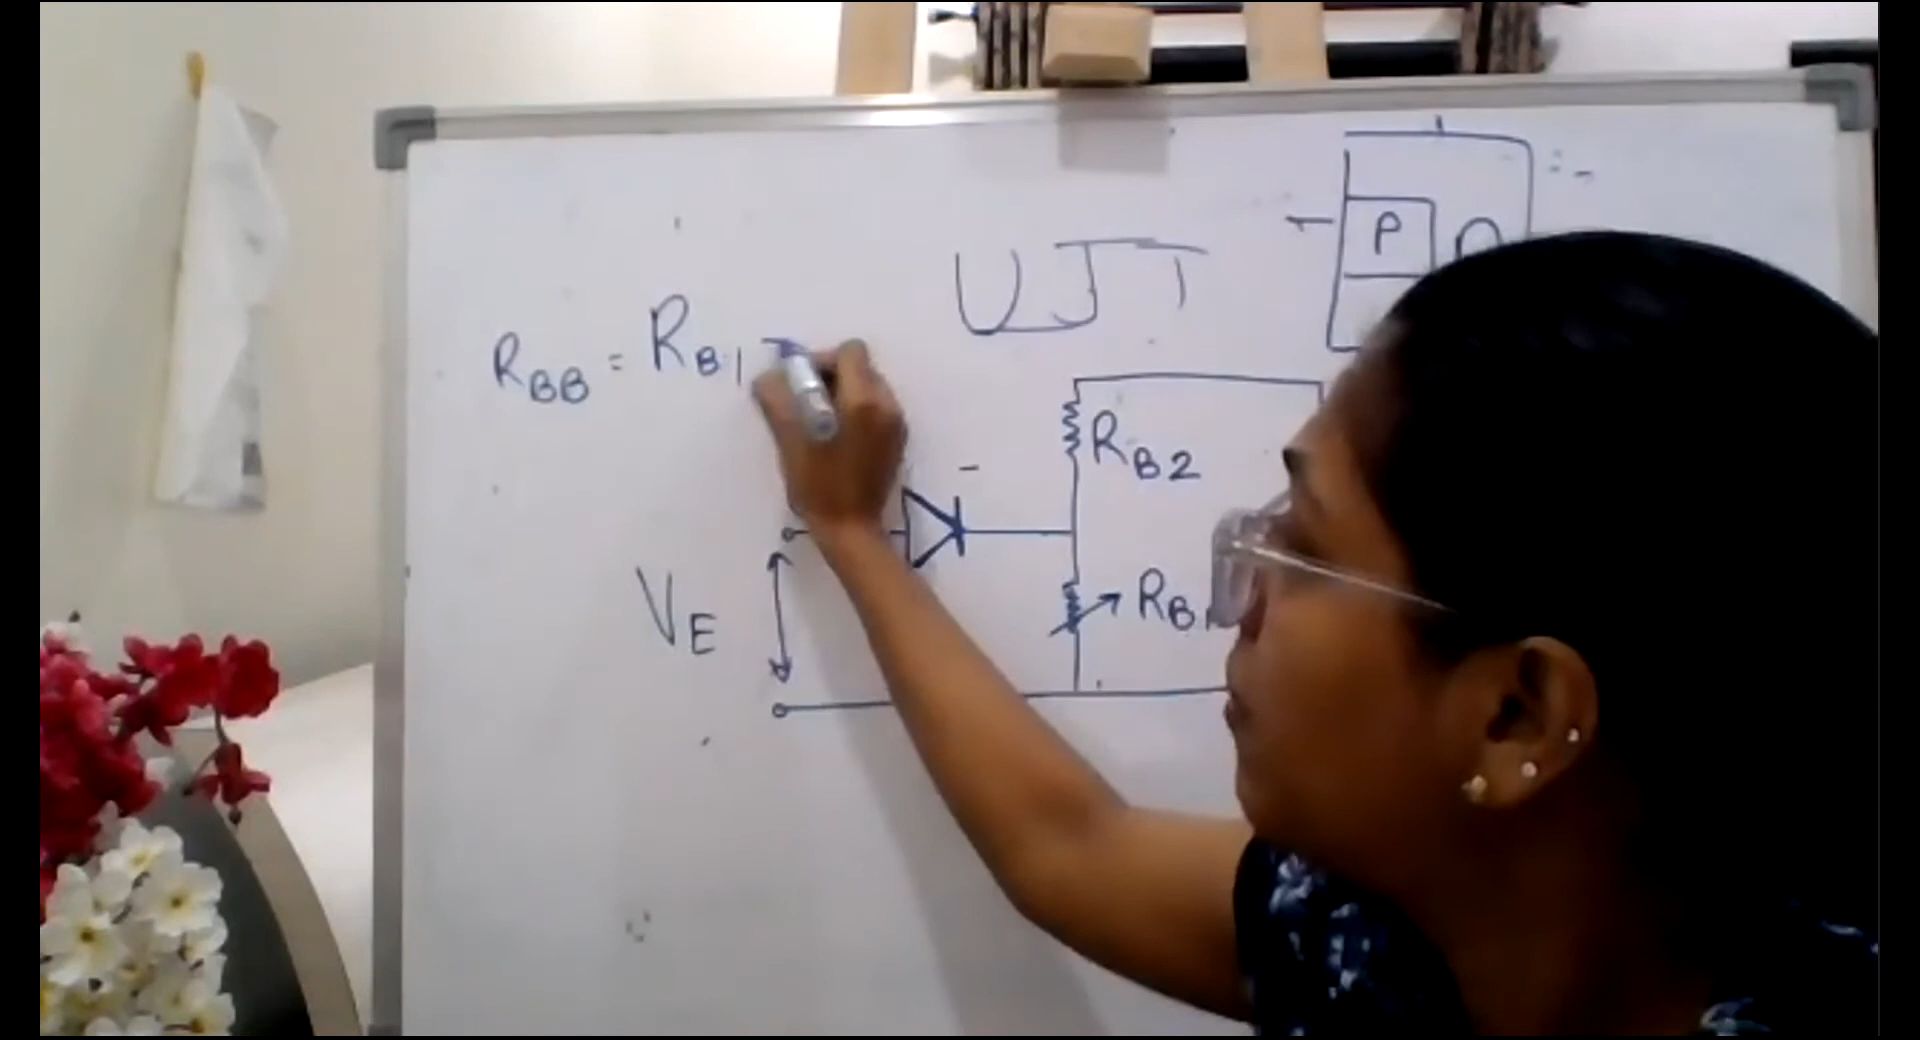 P n
UJT
RBB = RB1
RB2
VE
RB1